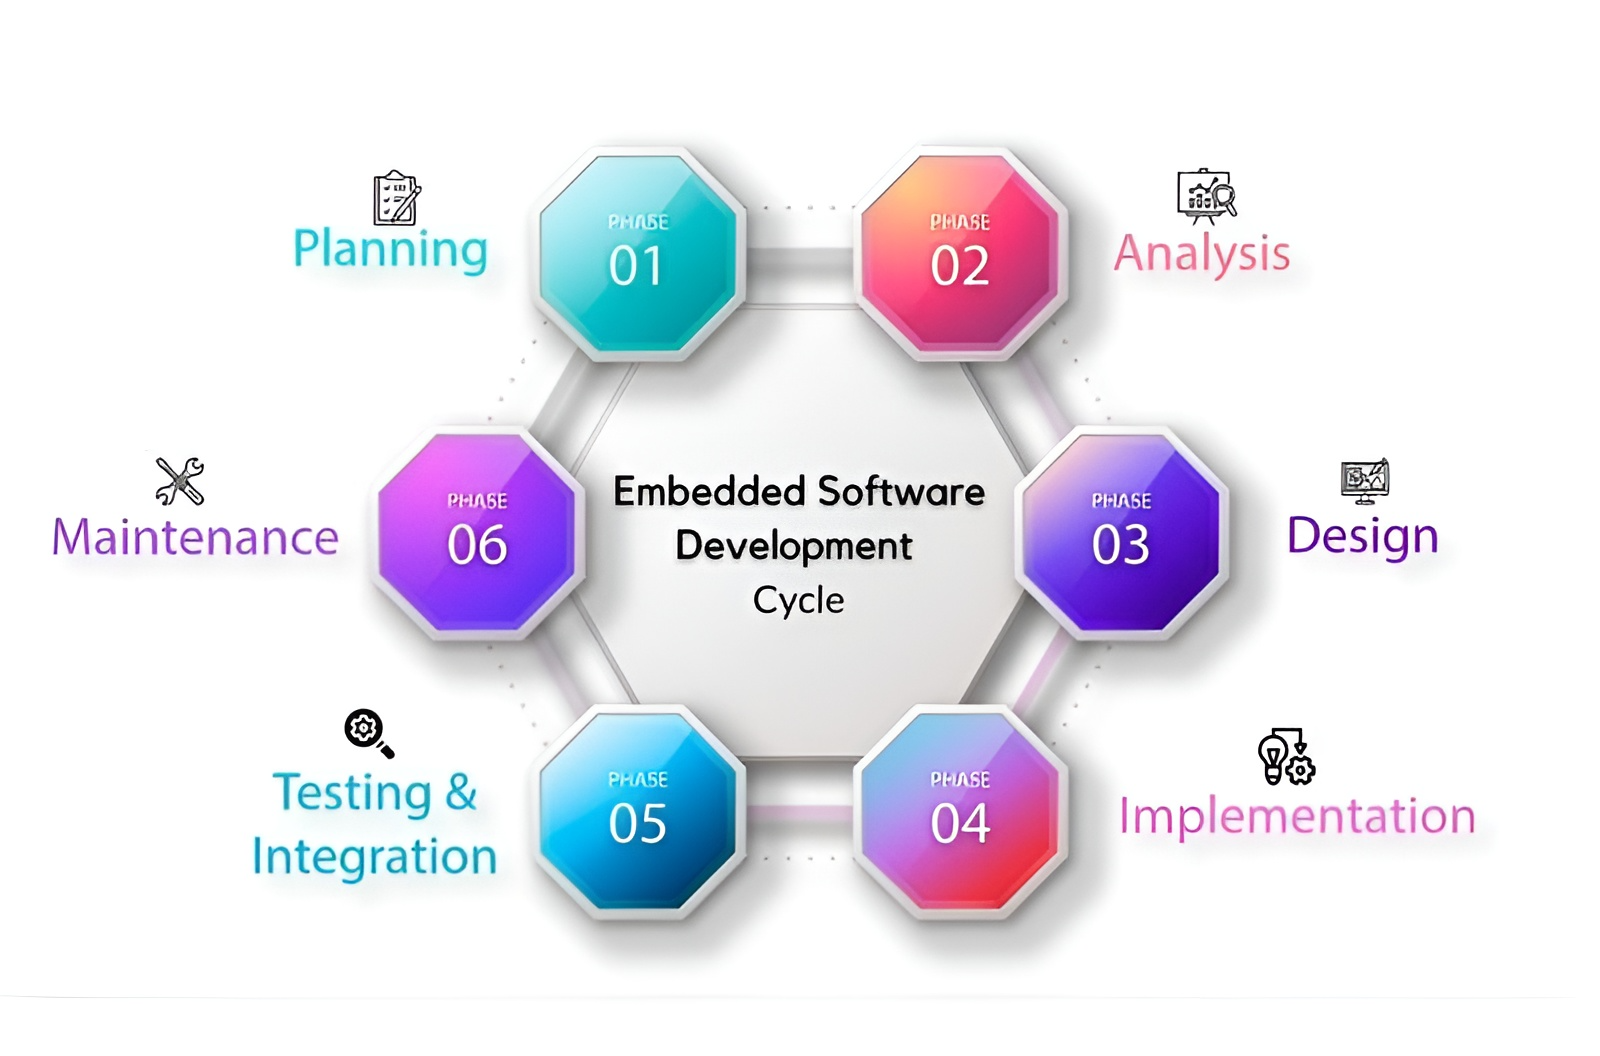 PHASE
01
Planning
PHASE
02
Analysis
PHASE
03
Design
PHASE
04
Implementation
PHASE
05
Testing &
Integration
PHASE
06
Maintenance
Embedded Software
Development
Cycle